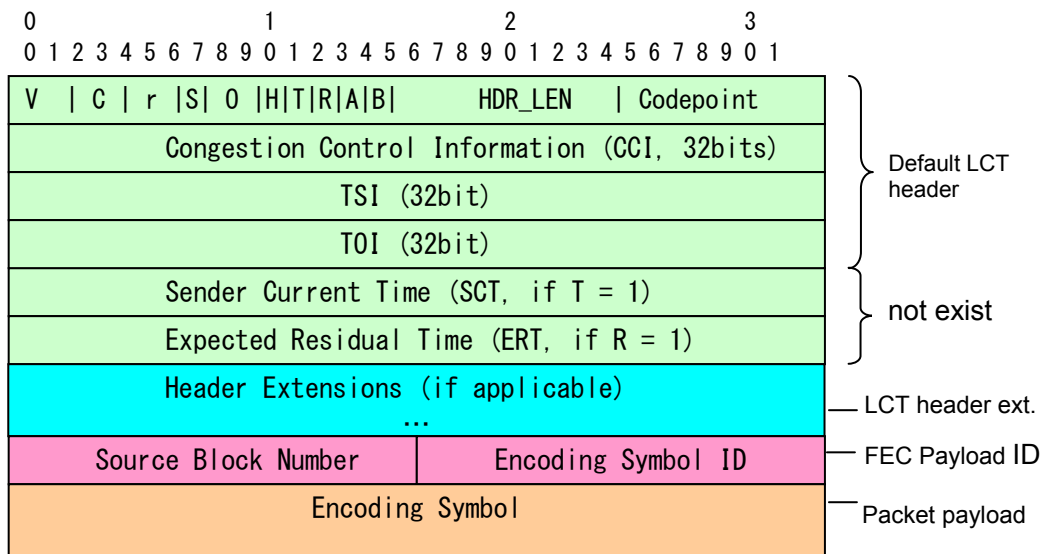 0 1 2 3
0 1 2 3 4 5 6 7 8 9 0 1 2 3 4 5 6 7 8 9 0 1 2 3 4 5 6 7 8 9 0 1
V | C | r |S| O |H|T|R|A|B| HDR_LEN | Codepoint
Congestion Control Information (CCI, 32bits)
TSI (32bit)
TOI (32bit)
Default LCT
header
Sender Current Time (SCT, if T = 1)
Expected Residual Time (ERT, if R = 1)
not exist
Header Extensions (if applicable)
...
LCT header ext.
Source Block Number Encoding Symbol ID
FEC Payload ID
Encoding Symbol
Packet payload